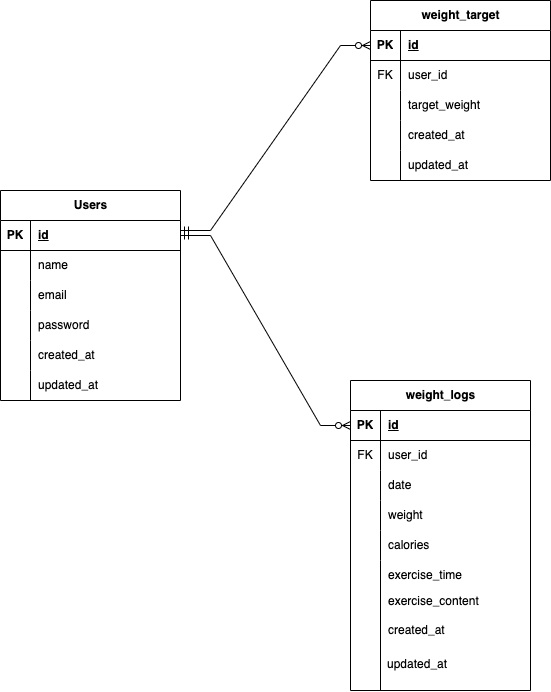 weight_target
PK id
FK user_id
target_weight
created_at
updated_at
Users
PK id
name
email
password
created_at
updated_at
weight_logs
PK id
FK user_id
date
weight
calories
exercise_time
exercise_content
created_at
updated_at